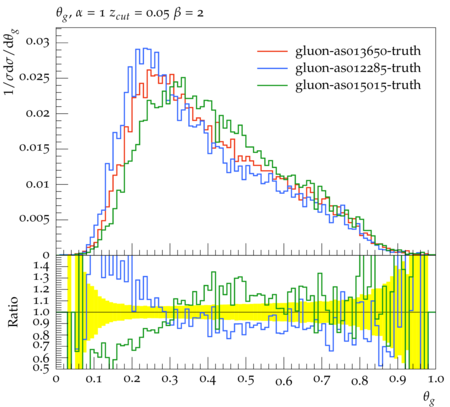 θg, α = 1 zcut = 0.05 β = 2
1/σdσ/dθg
0.03
0.025
0.02
0.015
0.01
0.005
0
gluon-as013650-truth
gluon-as012285-truth
gluon-as015015-truth
Ratio
1.4
1.3
1.2
1.1
1.0
0.9
0.8
0.7
0.6
0.5
0 0.1 0.2 0.3 0.4 0.5 0.6 0.7 0.8 0.9 1.0
θg